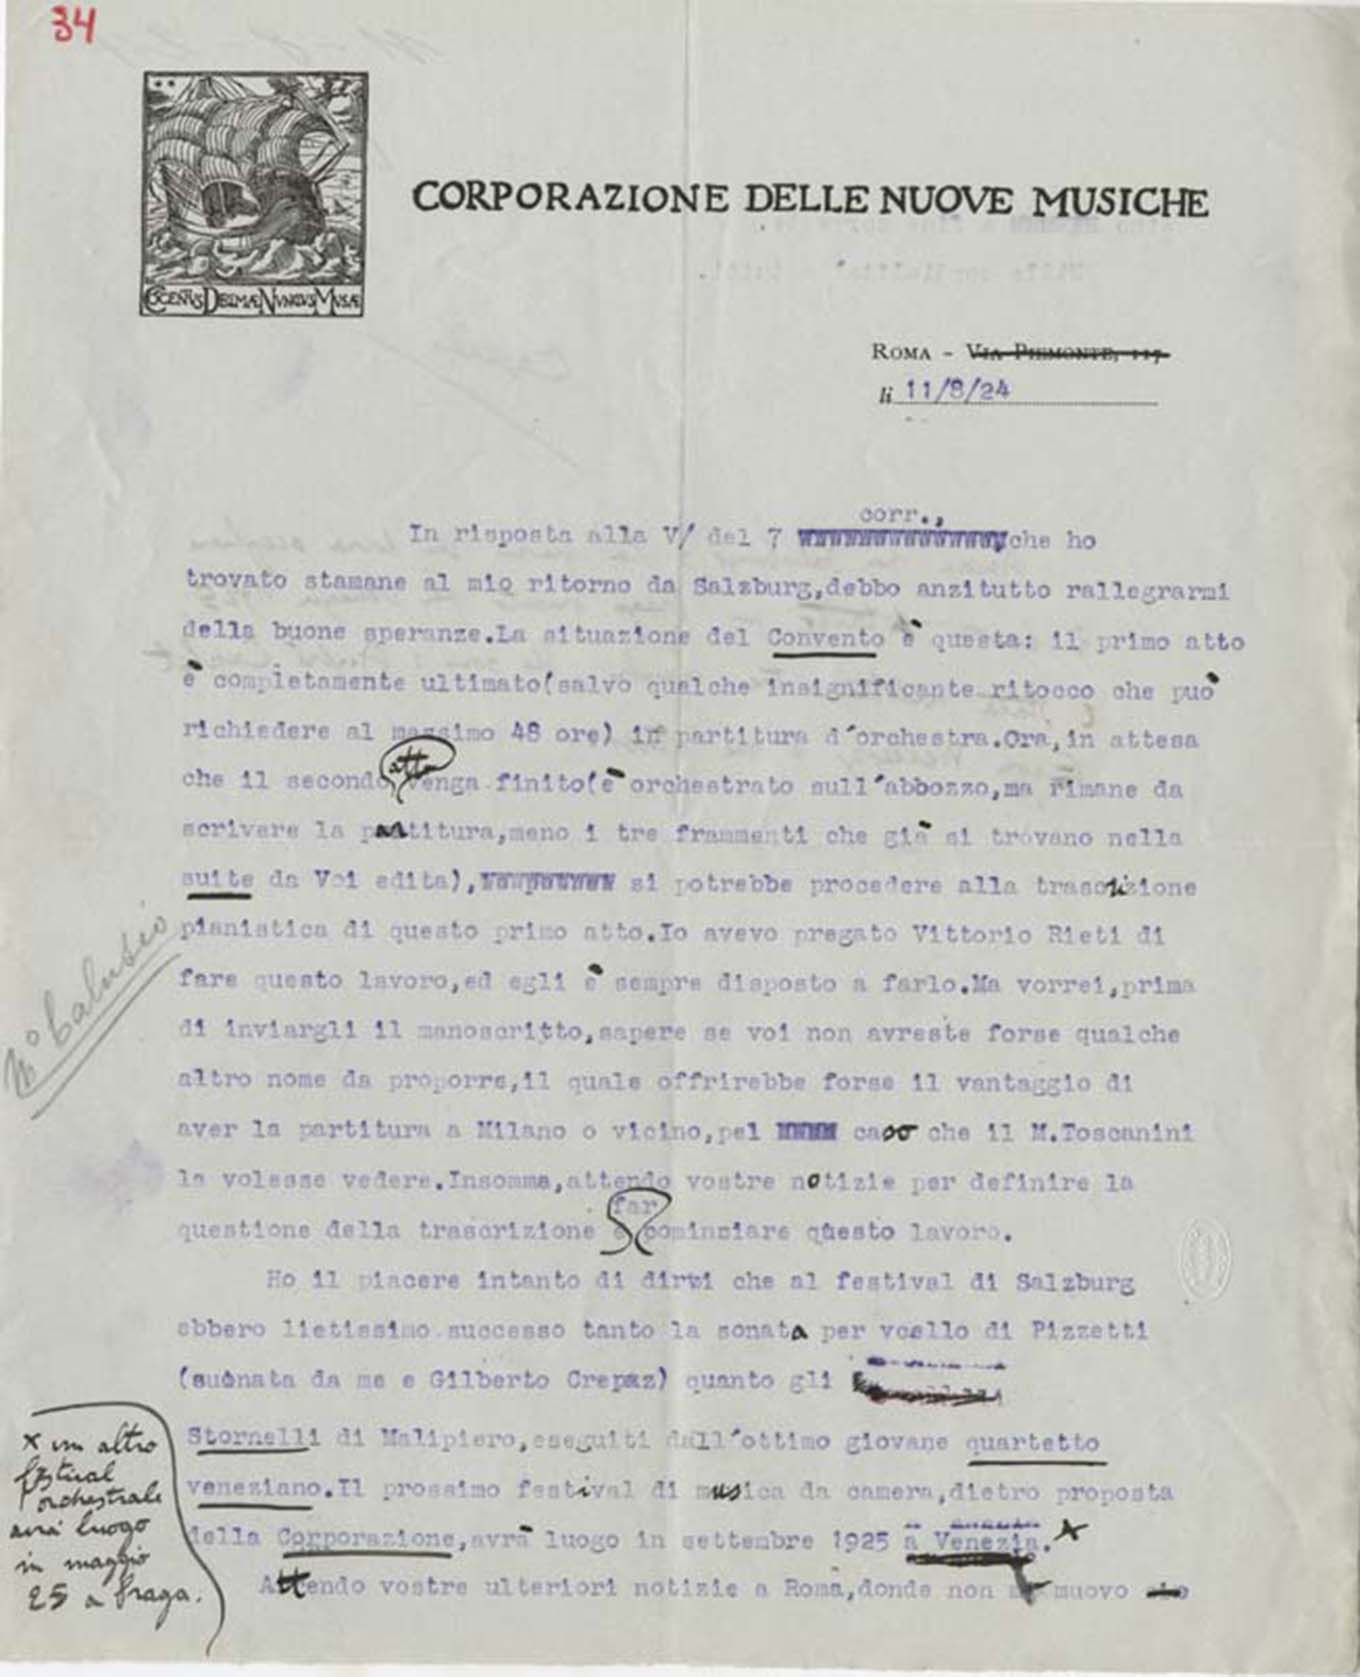 34
CORPORAZIONE DELLE NUOVE MUSICHE
ROMA - VIA PIEMONTE, 117
li 11/8/24
corr.,
In risposta alla V/ del 7 che ho
trovato stamane al mio ritorno da Salzburg,debbo anzitutto rallegrarmi
della buone speranze.La situazione del Convento è questa: il primo atto
è completamente ultimato(salvo qualche insignificante ritocco che può
richiedere al massimo 48 ore) in partitura d'orchestra.Ora,in attesa
che il secondo atto venga finito(è orchestrato sull'abbozzo,ma rimane da
scrivere la partitura,meno i tre frammenti che già si trovano nella
suite da Voi edita), si potrebbe procedere alla trascrizione
pianistica di questo primo atto.Io avevo pregato Vittorio Rieti di
fare questo lavoro,ed egli è sempre disposto a farlo.Ma vorrei,prima
di inviargli il manoscritto,sapere se voi non avreste forse qualche
altro nome da proporre,il quale offrirebbe forse il vantaggio di
aver la partitura a Milano o vicino,pel caso che il M.Toscanini
la volesse vedere.Insomma,attendo vostre notizie per definire la
questione della trascrizione e far cominciare questo lavoro.
Ho il piacere intanto di dirvi che al festival di Salzburg
ebbero lietissimo successo tanto la sonata per vcello di Pizzetti
(suonata da me e Gilberto Crepaz) quanto gli
Stornelli di Malipiero,eseguiti dall'ottimo giovane quartetto
veneziano.Il prossimo festival di musica da camera,dietro proposta
della Corporazione,avrà luogo in settembre 1925 a Venezia. x
Attendo vostre ulteriori notizie a Roma,donde non muovo
x un altro
festival
orchestrale
avrà luogo
in maggio
25 a Praga.